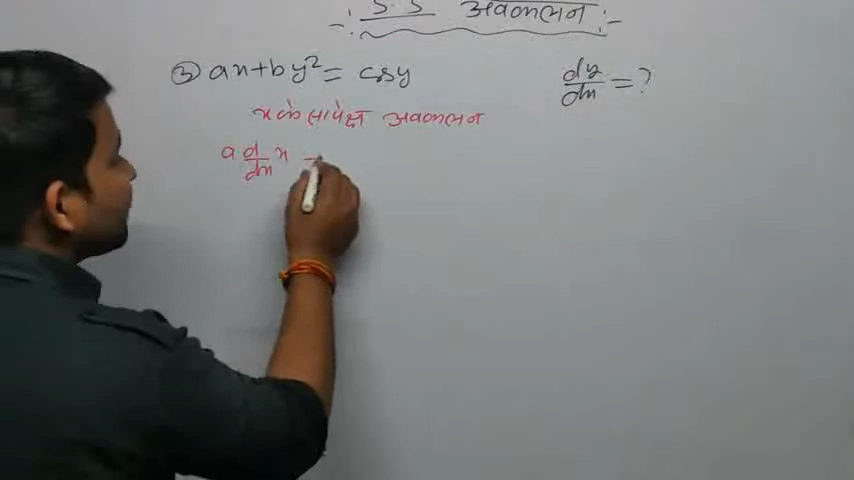 -: 5.5 अवकलन :-
③ ax+by²= cosy dy/dx = ?
x के सापेक्ष अवकलन
a d/dx x